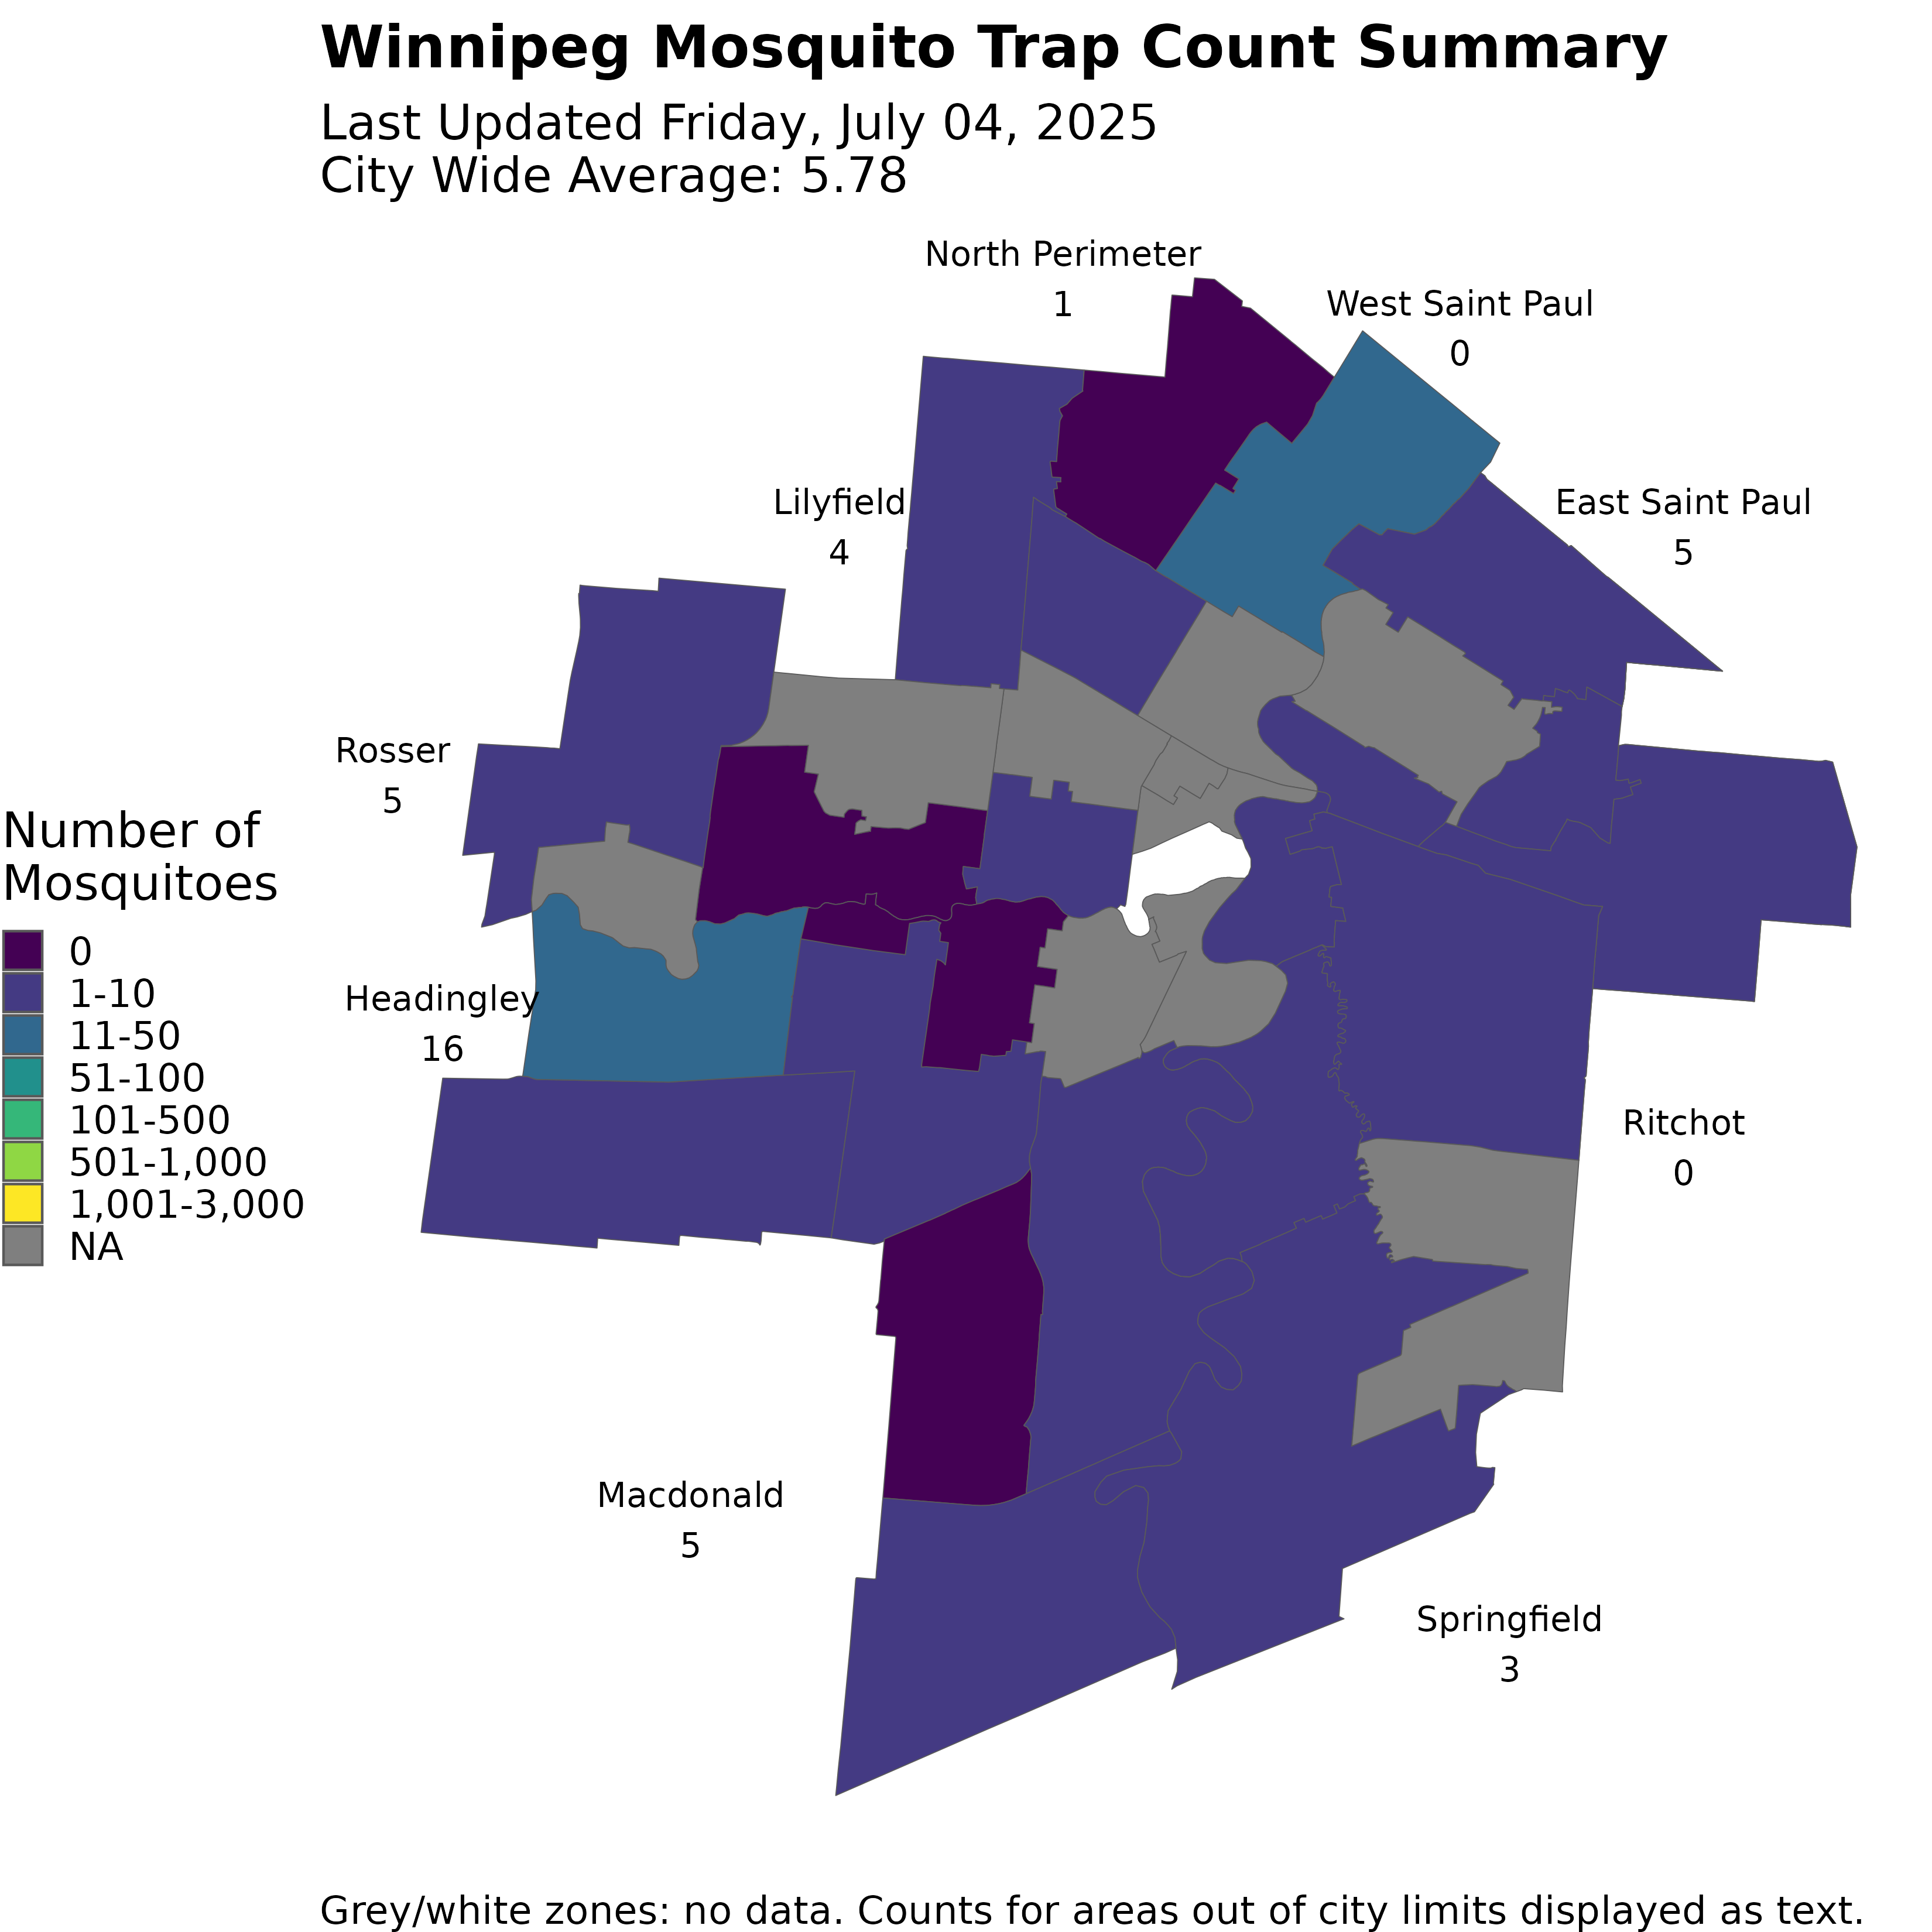 Winnipeg Mosquito Trap Count Summary
Last Updated Friday, July 04, 2025
City Wide Average: 5.78
North Perimeter
1
West Saint Paul
0
Lilyfield
4
East Saint Paul
5
Rosser
5
Number of
Mosquitoes
0
1-10
11-50
51-100
101-500
501-1,000
1,001-3,000
NA
Headingley
16
Ritchot
0
Macdonald
5
Springfield
3
Grey/white zones: no data. Counts for areas out of city limits displayed as text.